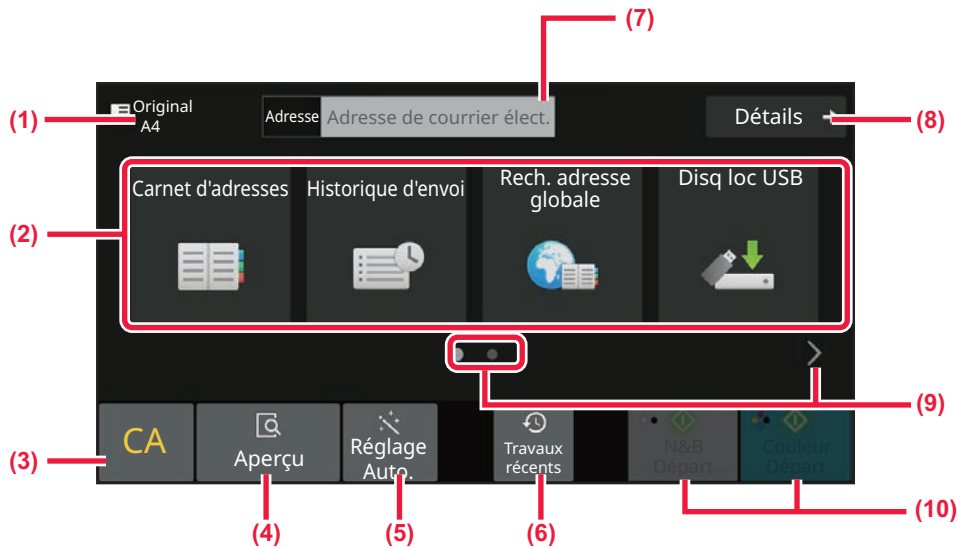 (7)
Original
A4
(1)
Adresse
Adresse de courrier élect.
Détails
(8)
Carnet d'adresses
Historique d'envoi
Rech. adresse
globale
Disq loc USB
(2)
(9)
CA
Aperçu
Réglage
Auto.
Travaux
récents
N&B
Départ
Couleur
Départ
(3)
(4)
(5)
(6)
(10)